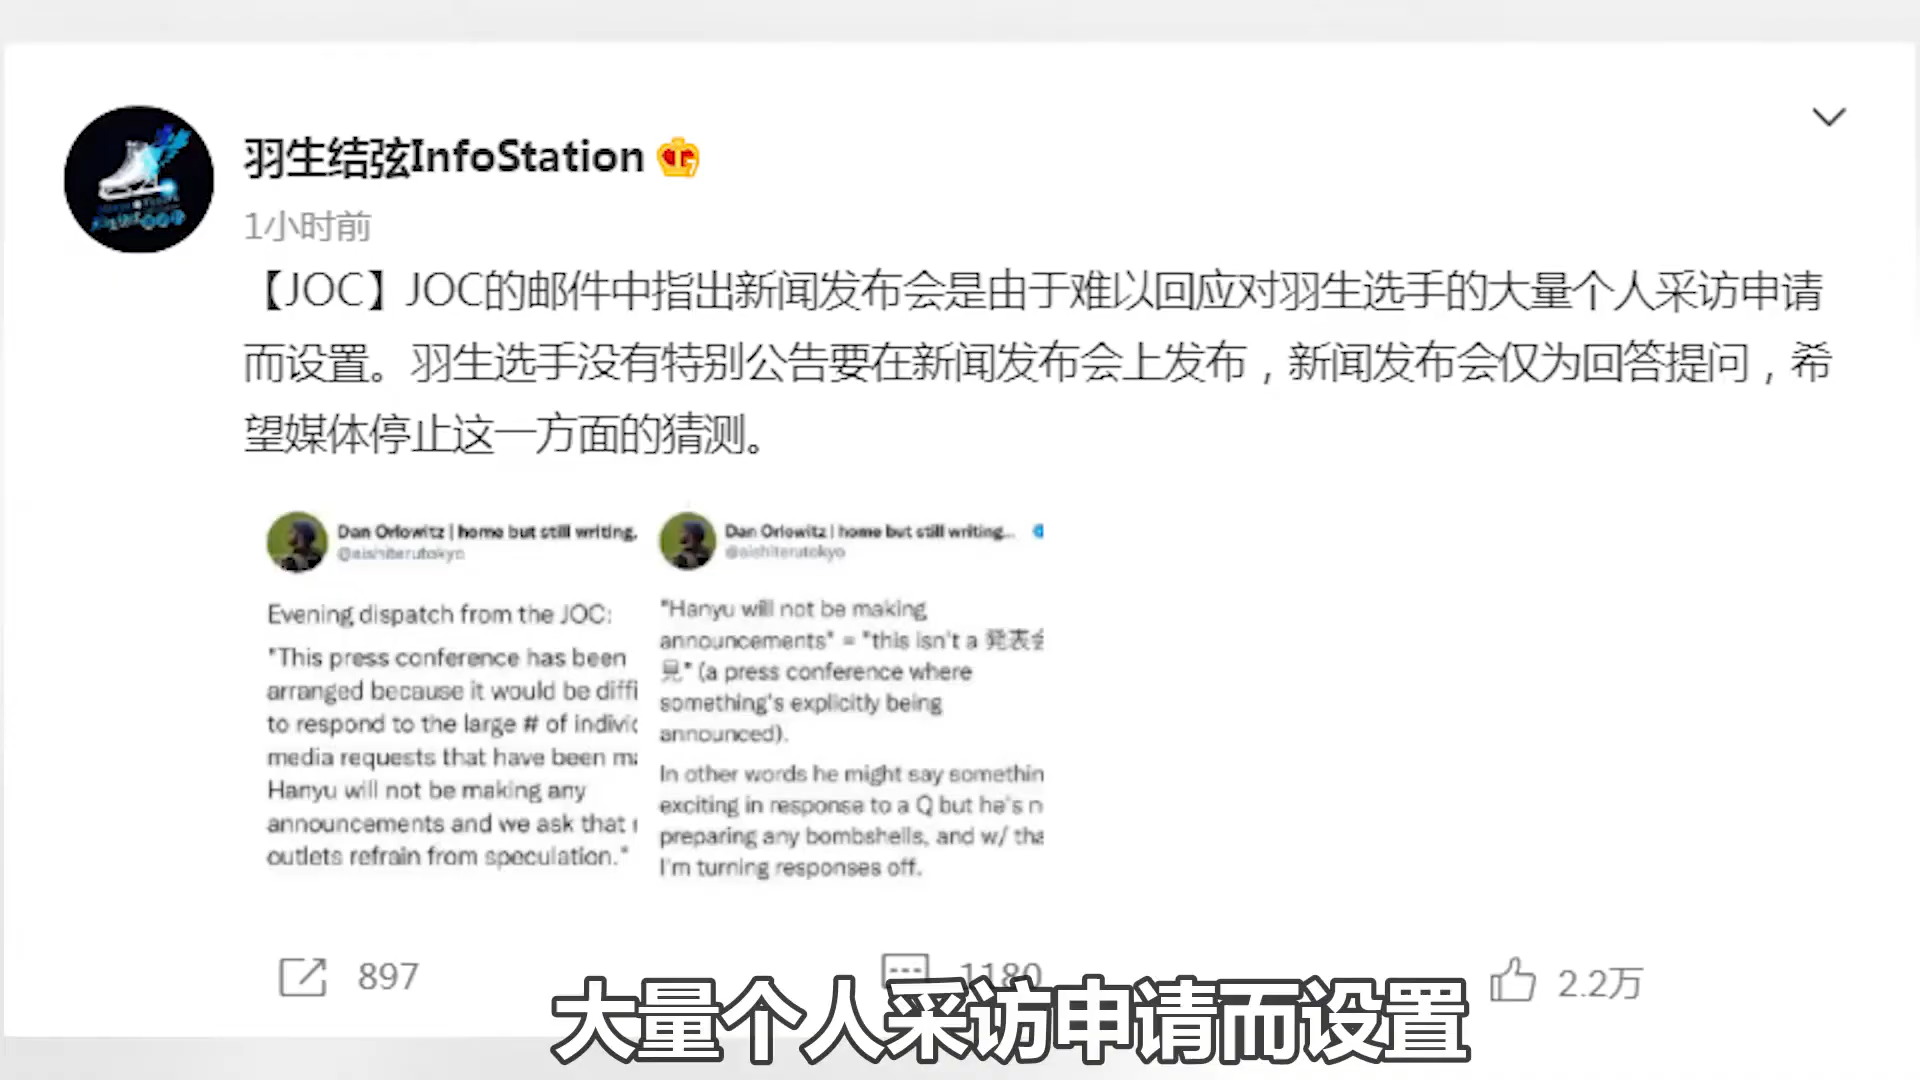 羽生结弦InfoStation
1小时前
【JOC】JOC的邮件中指出新闻发布会是由于难以回应对羽生选手的大量个人采访申请
而设置。羽生选手没有特别公告要在新闻发布会上发布，新闻发布会仅为回答提问，希
望媒体停止这一方面的猜测。
Dan Orlowitz | home but still writing.
@aishiterutokyo
Evening dispatch from the JOC:
"This press conference has been
arranged because it would be diffi
to respond to the large # of indivi
media requests that have been ma
Hanyu will not be making any
announcements and we ask that
outlets refrain from speculation."
Dan Orlowitz | home but still writing...
@aishiterutokyo
"Hanyu will not be making
announcements" = "this isn't a 発表会
見" (a press conference where
something's explicitly being
announced).
In other words he might say somethin
exciting in response to a Q but he's n
preparing any bombshells, and w/ tha
I'm turning responses off.
897
1180
2.2万
大量个人采访申请而设置